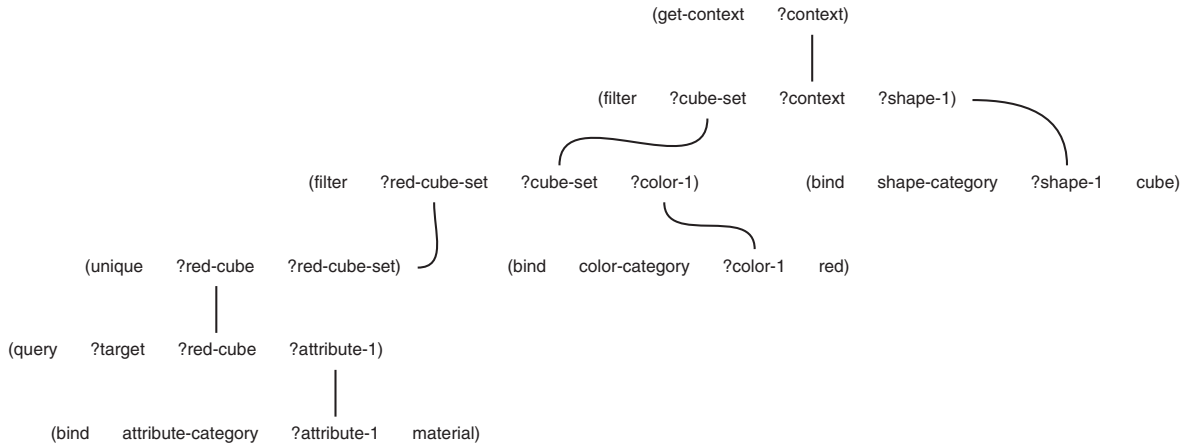 (get-context ?context)
(filter ?cube-set ?context ?shape-1)
(filter ?red-cube-set ?cube-set ?color-1) (bind shape-category ?shape-1 cube)
(unique ?red-cube ?red-cube-set) (bind color-category ?color-1 red)
(query ?target ?red-cube ?attribute-1)
(bind attribute-category ?attribute-1 material)